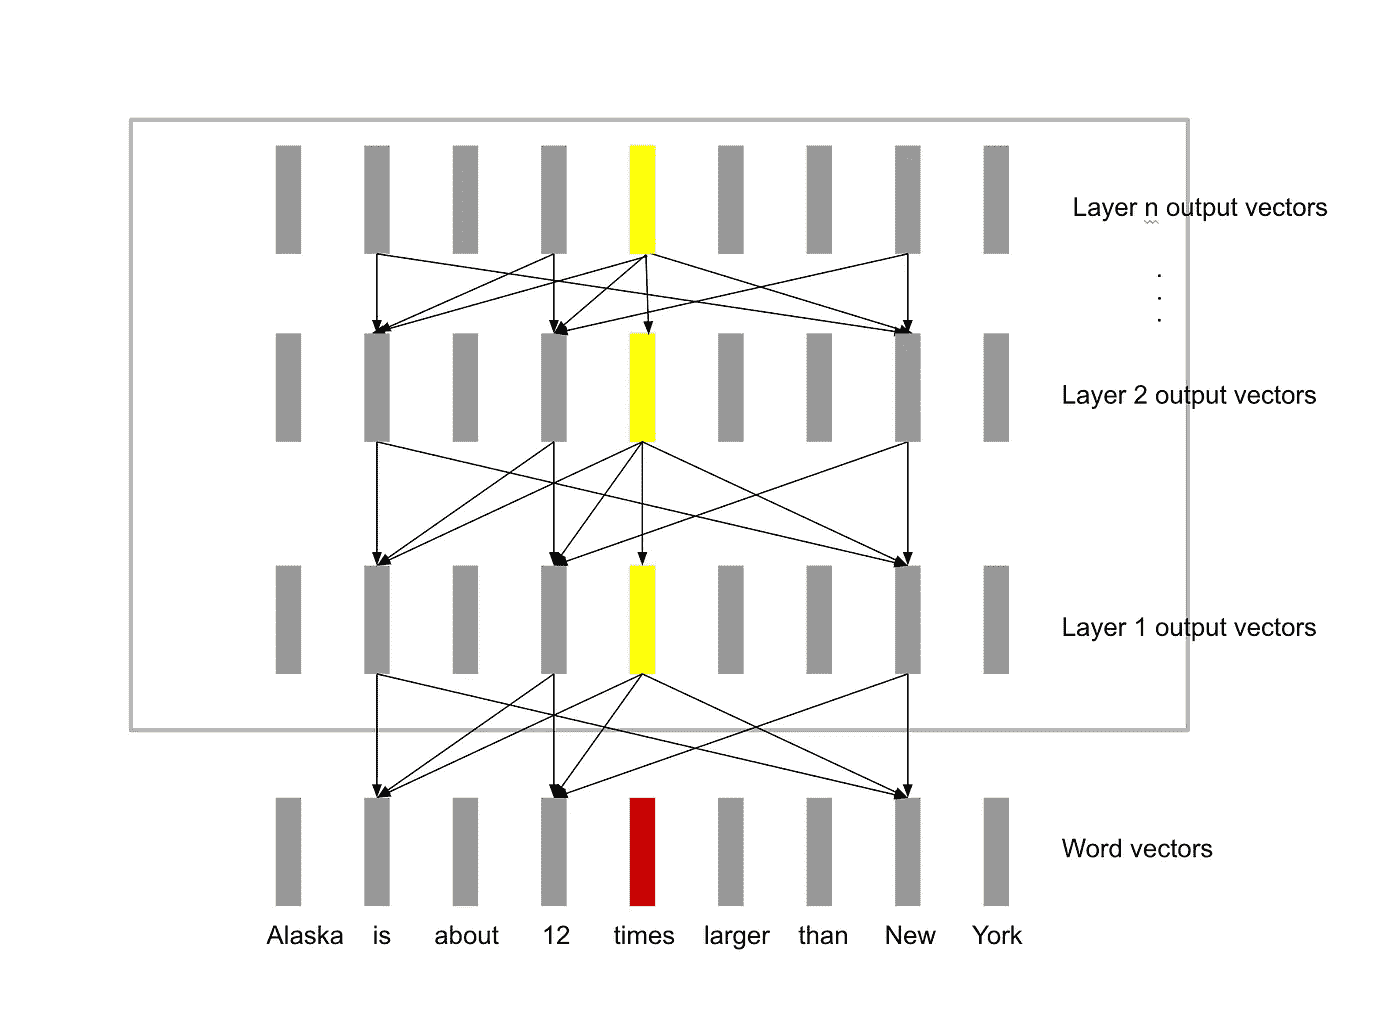 Layer n output vectors
.
.
.
Layer 2 output vectors
Layer 1 output vectors
Word vectors
Alaska is about 12 times larger than New York